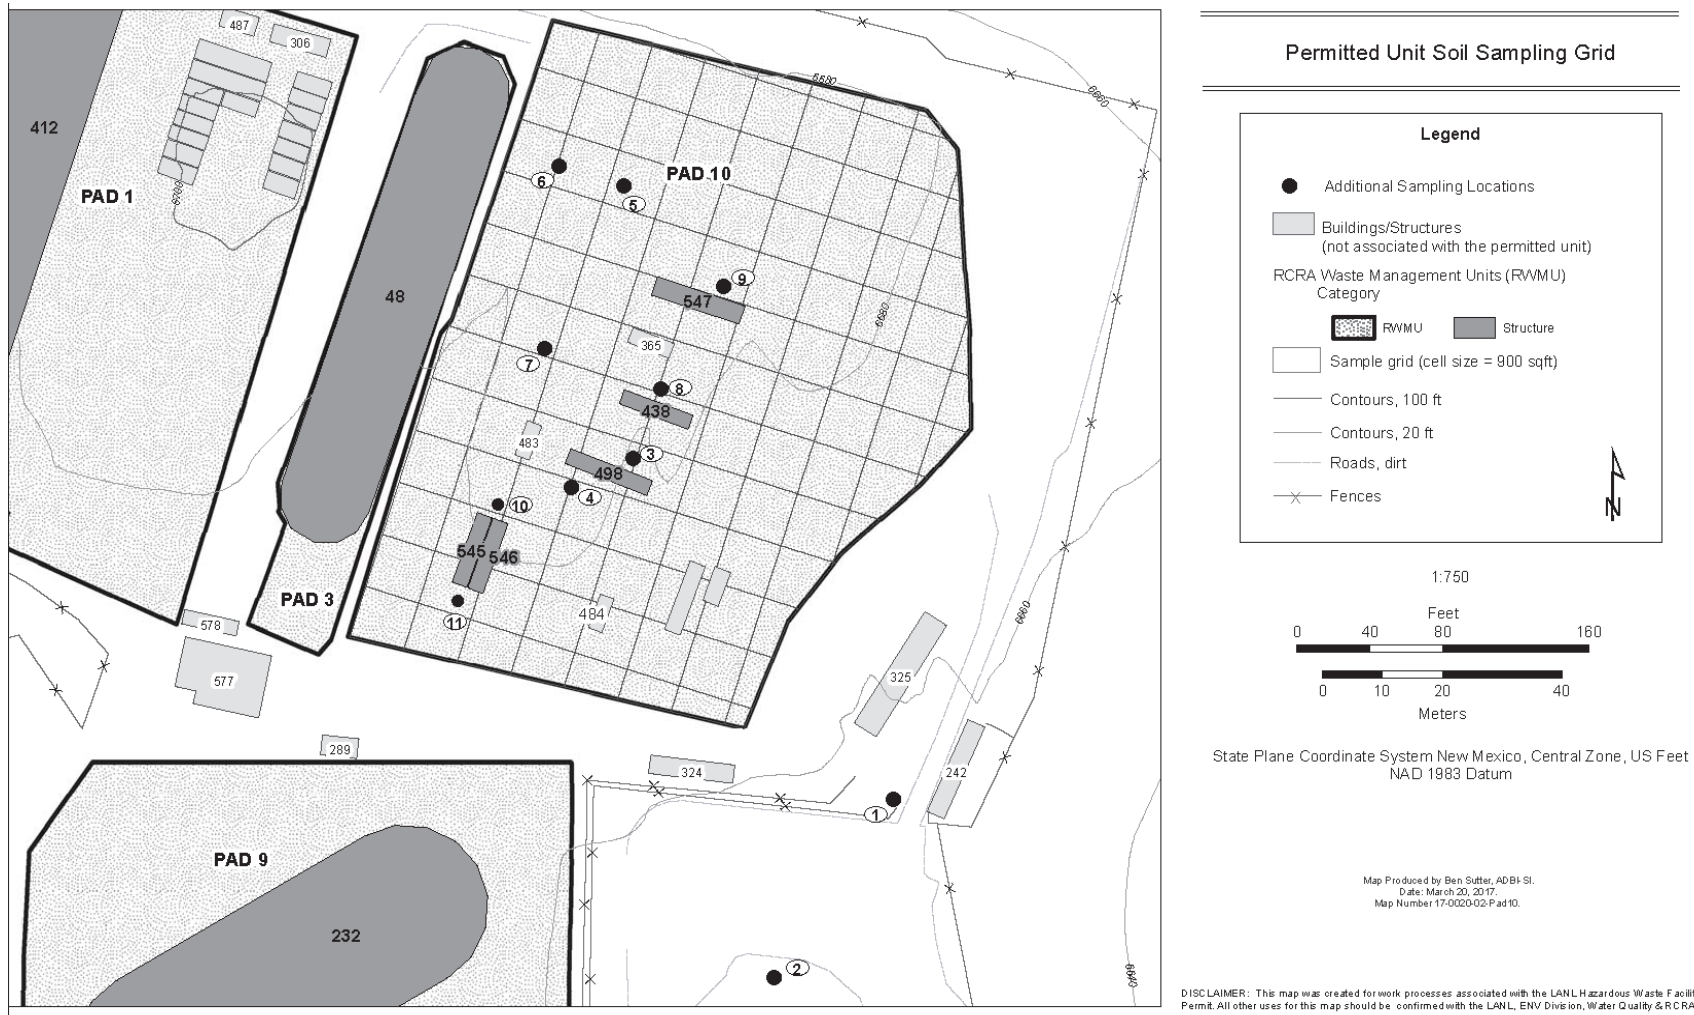 487
306
412
PAD 1
6700
48
PAD 10
6680
6660
6
5
9
547
6680
365
7
8
438
483
3
498
4
10
545
546
11
484
PAD 3
578
577
289
6660
325
324
242
1
PAD 9
232
2
6640
Permitted Unit Soil Sampling Grid
Legend
Additional Sampling Locations
Buildings/Structures
(not associated with the permitted unit)
RCRA Waste Management Units (RWMU)
Category
RWMU
Structure
Sample grid (cell size = 900 sqft)
Contours, 100 ft
Contours, 20 ft
Roads, dirt
Fences
N
1:750
Feet
0 40 80 160
0 10 20 40
Meters
State Plane Coordinate System New Mexico, Central Zone, US Feet
NAD 1983 Datum
Map Produced by Ben Sutter, ADBI-SI.
Date: March 20, 2017.
Map Number 17-0020-02-Pad10.
DISCLAIMER: This map was created for work processes associated with the LANL Hazardous Waste Facilit
Permit. All other uses for this map should be confirmed with the LANL, ENV Division, Water Quality & RCRA